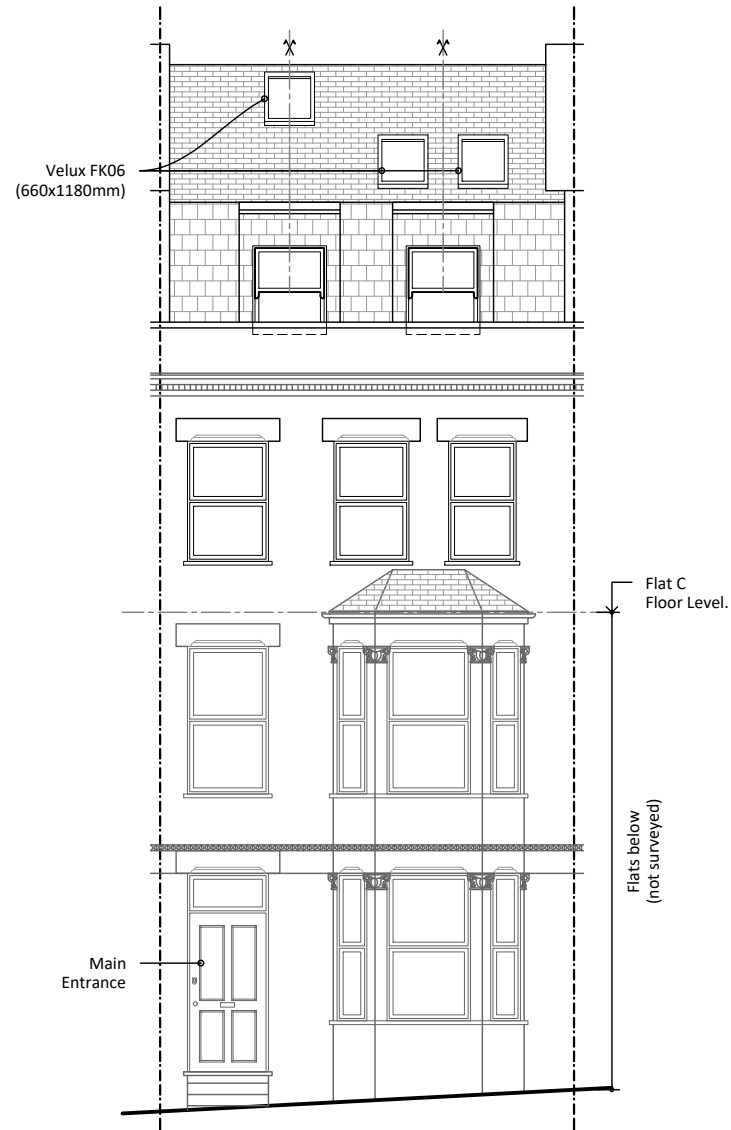 Velux FK06
(660x1180mm)
Flat C
Floor Level.
Flats below
(not surveyed)
Main
Entrance